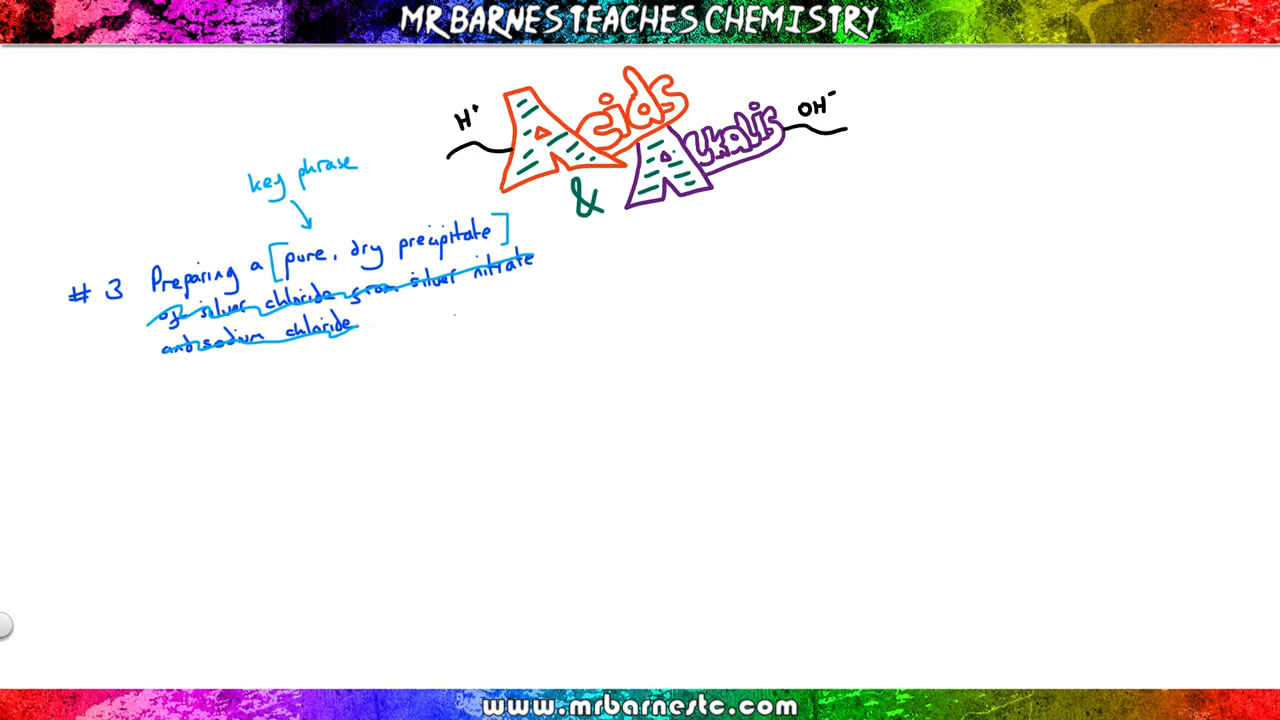 MR BARNES TEACHES CHEMISTRY
H+
Acids
OH-
&
Alkalis
key phrase
# 3 Preparing a [pure, dry precipitate]
of silver chloride from silver nitrate
and sodium chloride
www.mrbarnestc.com